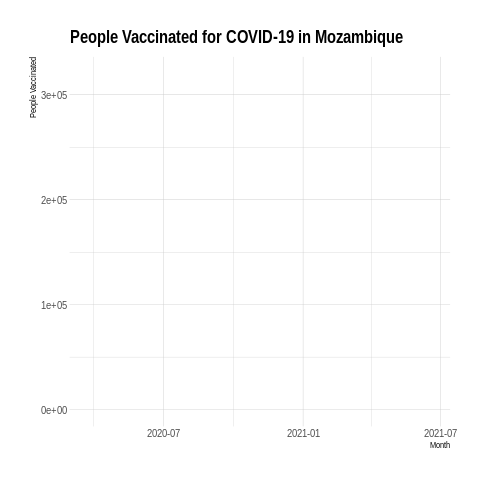 People Vaccinated for COVID-19 in Mozambique
People Vaccinated
3e+05
2e+05
1e+05
0e+00
2020-07
2021-01
2021-07
Month